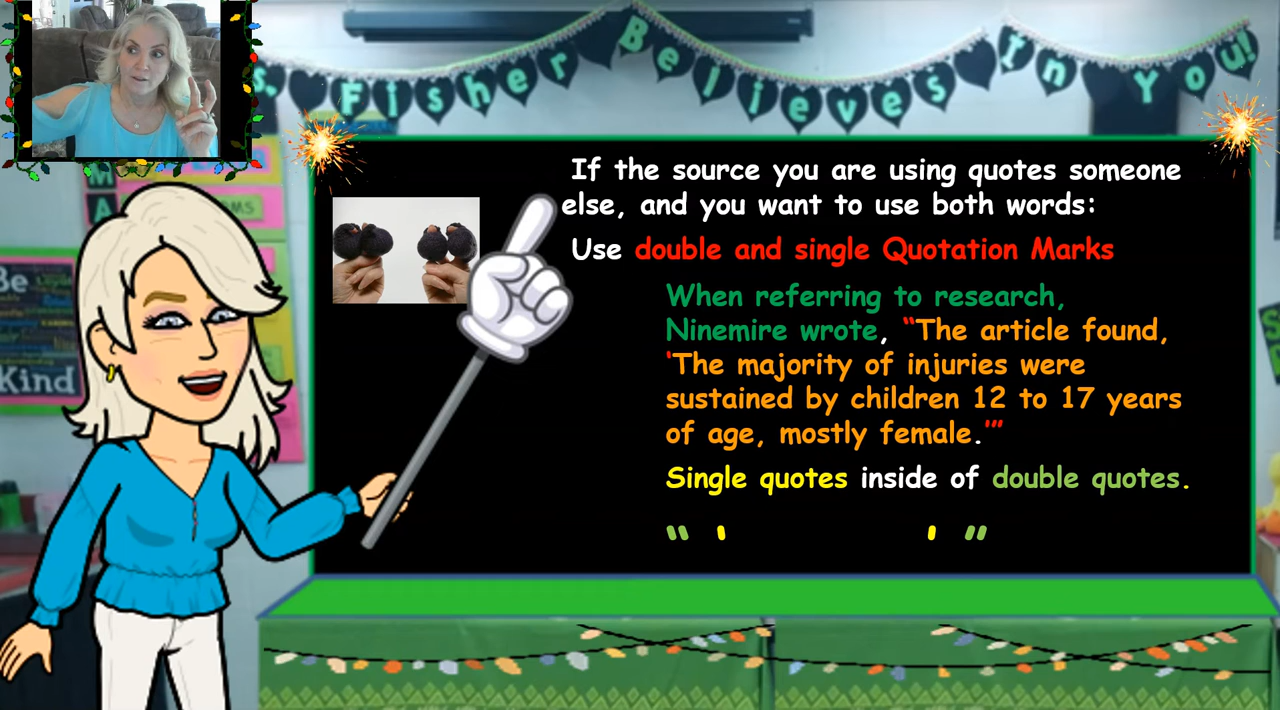 s. Fisher Believes In You!
If the source you are using quotes someone
else, and you want to use both words:
Use double and single Quotation Marks
When referring to research,
Ninemire wrote, “The article found,
‘The majority of injuries were
sustained by children 12 to 17 years
of age, mostly female.’”
Single quotes inside of double quotes.
" ' ' "
M
A
Be
Kind